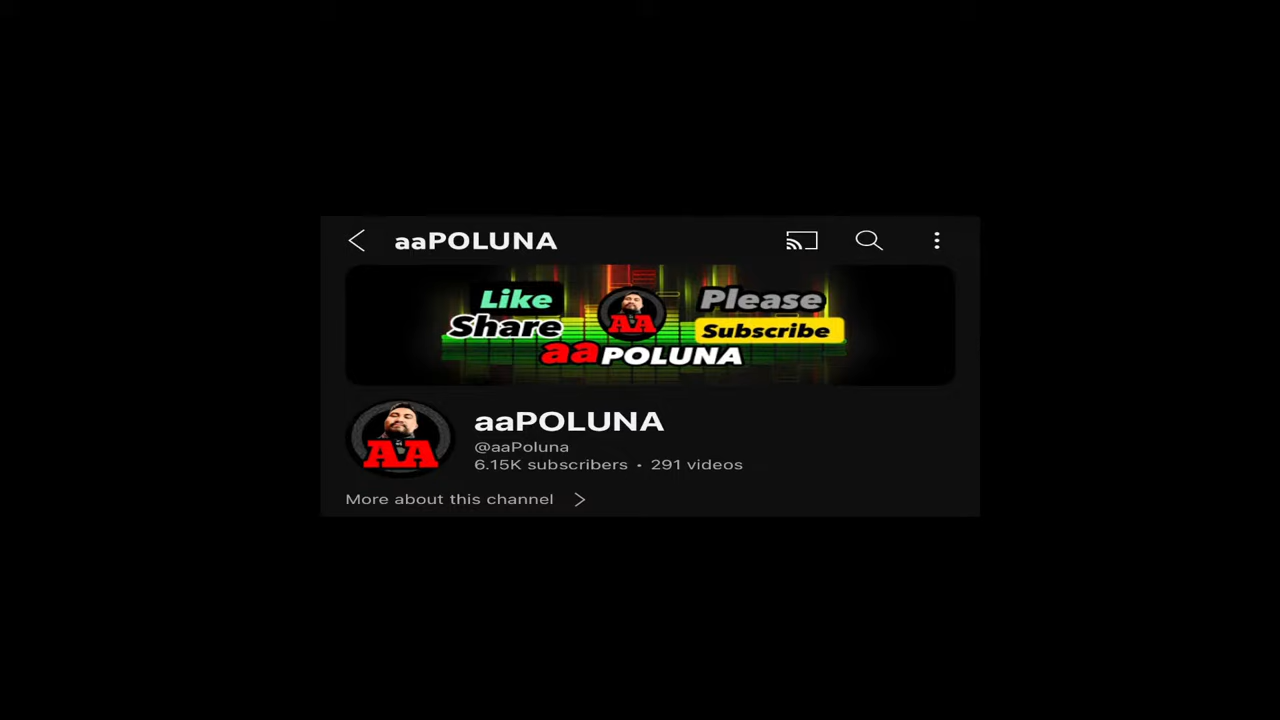 aaPOLUNA
Like
Share
AA
Please
Subscribe
aaPOLUNA
AA
aaPOLUNA
@aaPoluna
6.15K subscribers • 291 videos
More about this channel